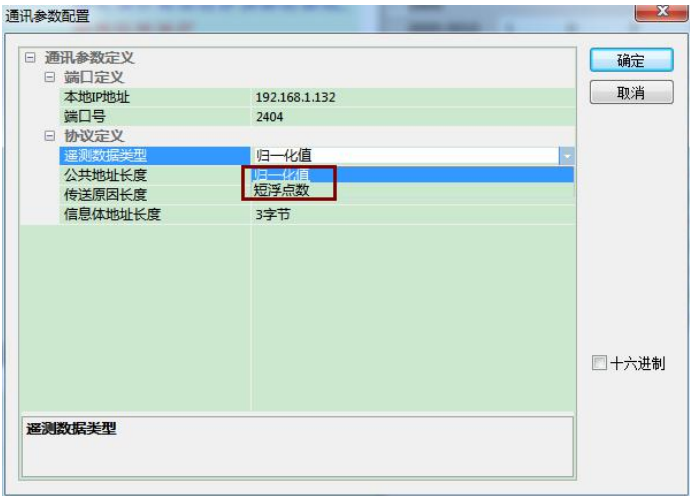 通讯参数配置
通讯参数定义
确定
端口定义
取消
本地IP地址 192.168.1.132
端口号 2404
协议定义
遥测数据类型 归一化值
公共地址长度 归一化值
传送原因长度 短浮点数
信息体地址长度 3字节
十六进制
遥测数据类型